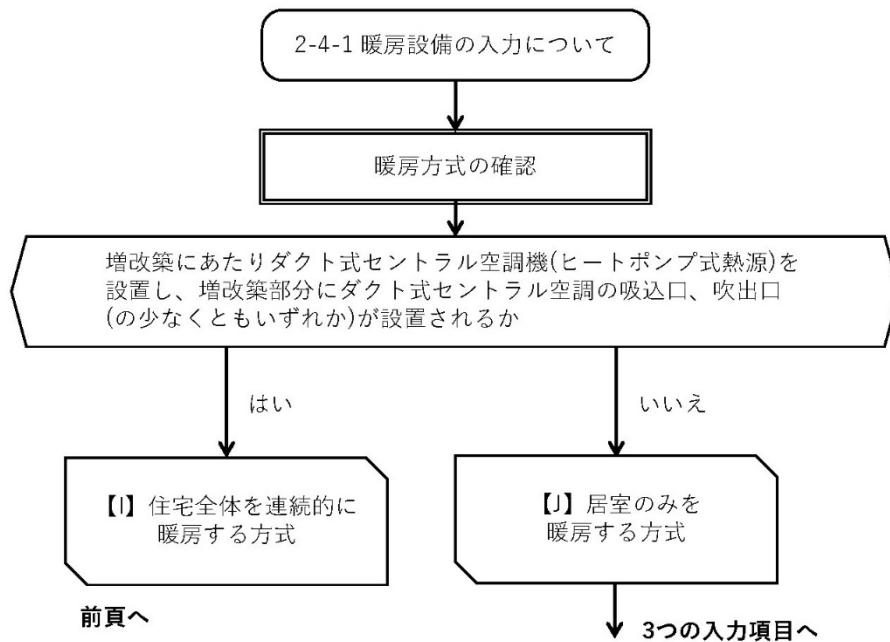 2-4-1 暖房設備の入力について
暖房方式の確認
増改築にあたりダクト式セントラル空調機(ヒートポンプ式熱源)を
設置し、増改築部分にダクト式セントラル空調の吸込口、吹出口
(の少なくともいずれか)が設置されるか
はい
いいえ
【I】住宅全体を連続的に
暖房する方式
【J】居室のみを
暖房する方式
前頁へ
3つの入力項目へ